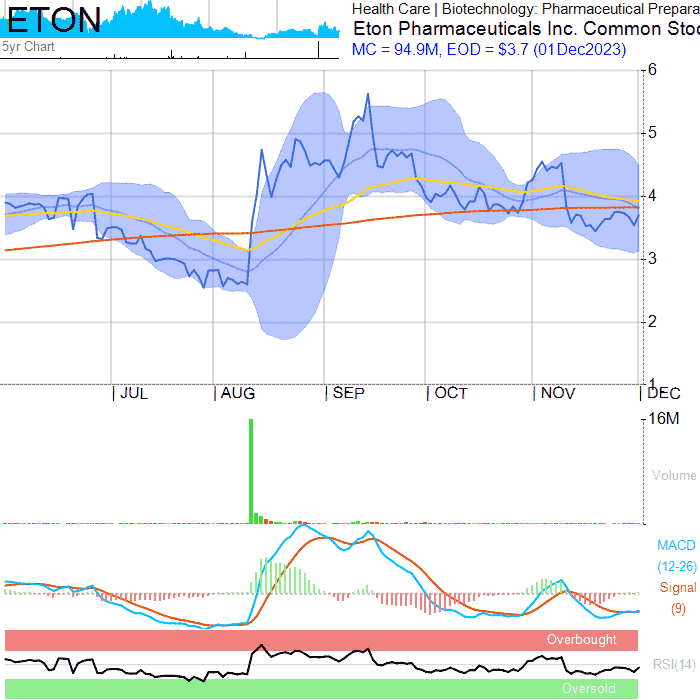 ETON
5yr Chart
Health Care | Biotechnology: Pharmaceutical Prepara
Eton Pharmaceuticals Inc. Common Stoc
MC = 94.9M, EOD = $3.7 (01Dec2023)
6
5
4
3
2
1
JUL
AUG
SEP
OCT
NOV
DEC
16M
Volume
MACD
(12-26)
Signal
(9)
Overbought
RSI(14)
Oversold